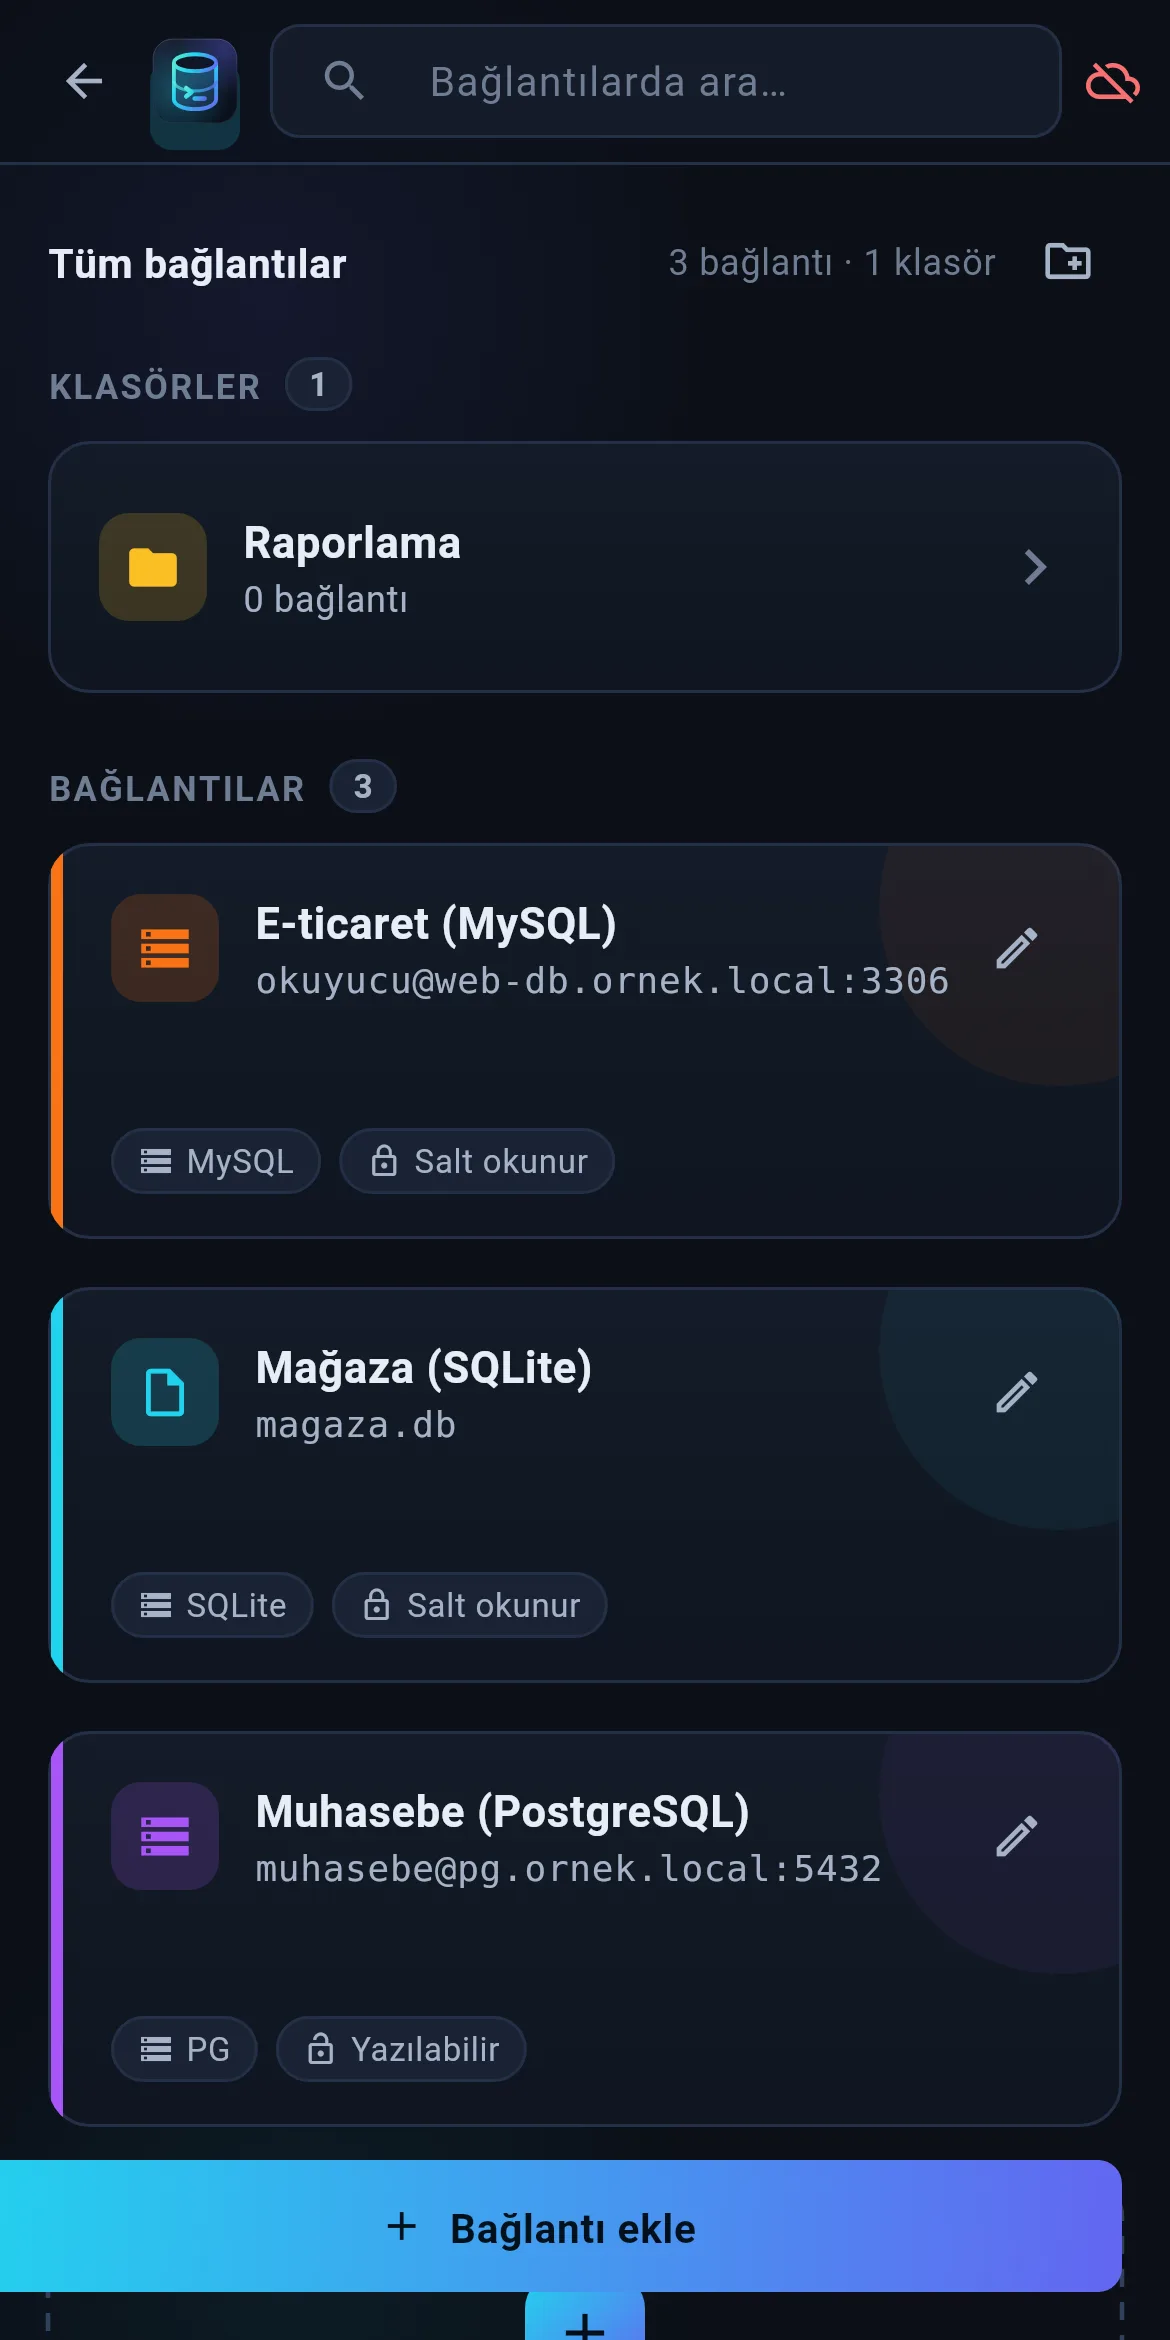 Bağlantılarda ara...
Tüm bağlantılar
3 bağlantı · 1 klasör
KLASÖRLER 1
Raporlama
0 bağlantı
BAĞLANTILAR 3
E-ticaret (MySQL)
okuyucu@web-db.ornek.local:3306
MySQL
Salt okunur
Mağaza (SQLite)
magaza.db
SQLite
Salt okunur
Muhasebe (PostgreSQL)
muhasebe@pg.ornek.local:5432
PG
Yazılabilir
Bağlantı ekle